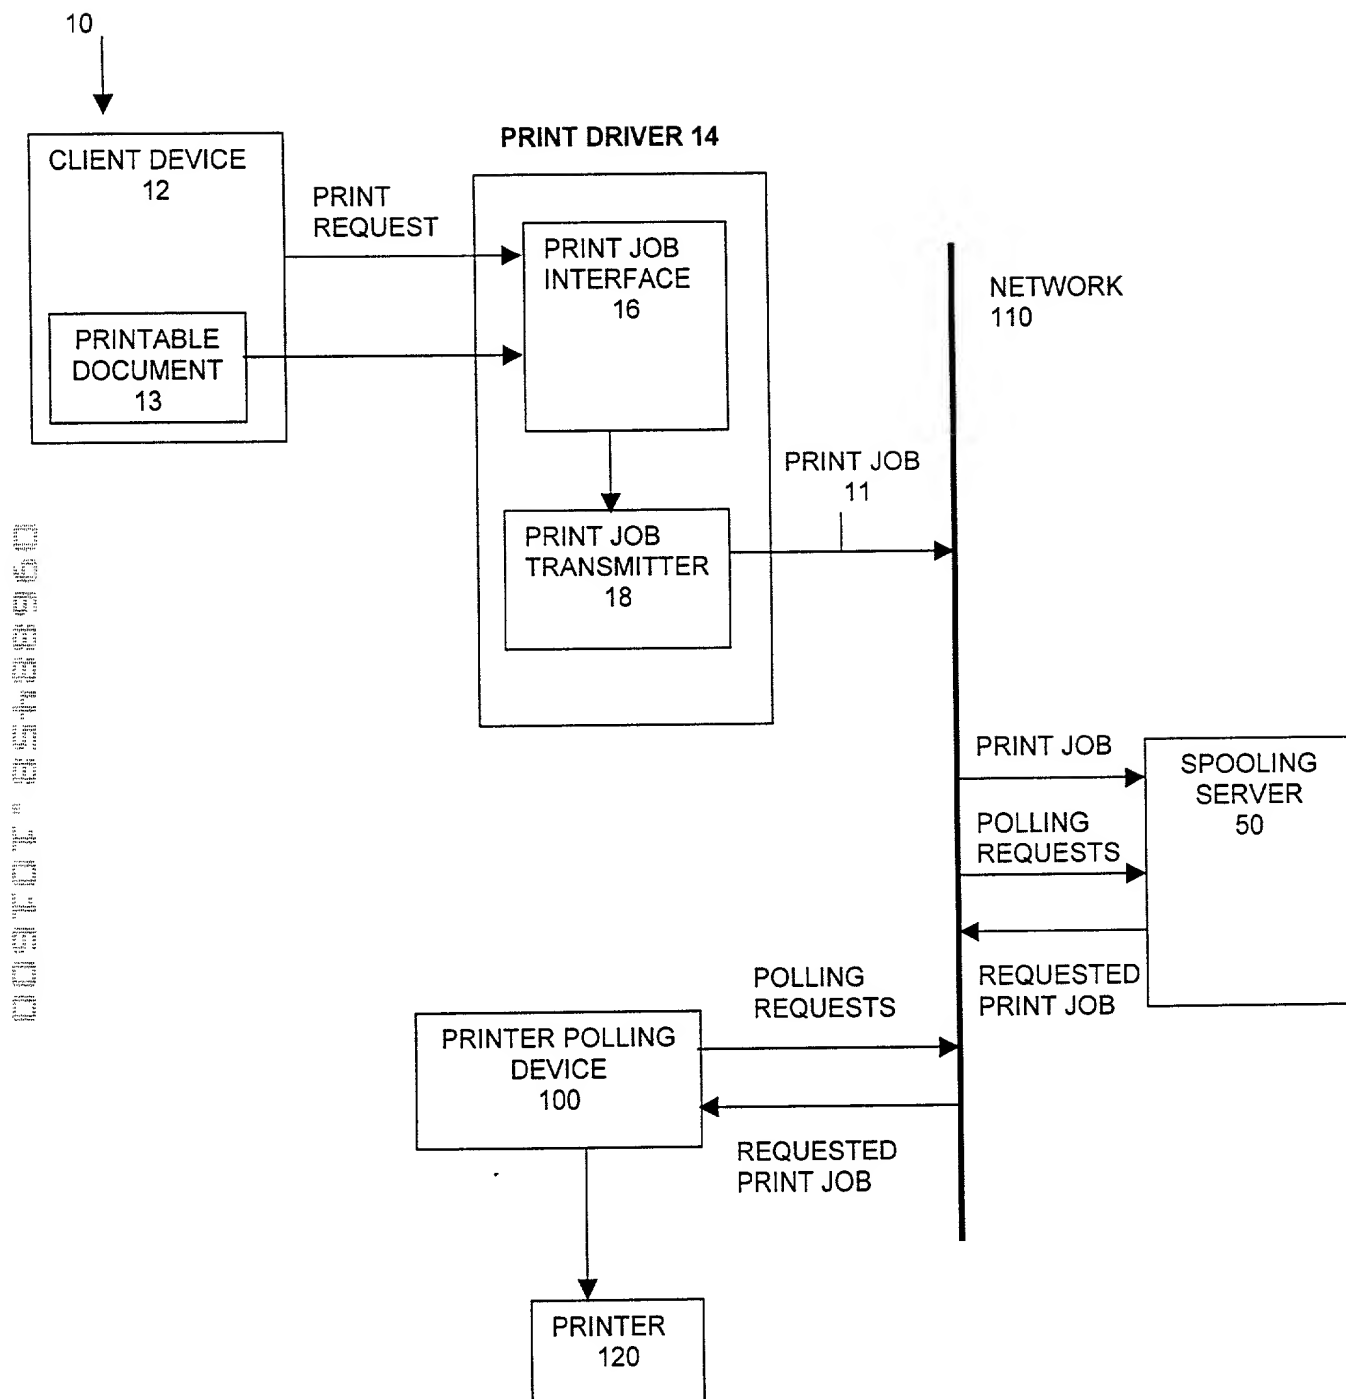 10
CLIENT DEVICE
12
PRINTABLE
DOCUMENT
13
PRINT
REQUEST
PRINT DRIVER 14
PRINT JOB
INTERFACE
16
PRINT JOB
TRANSMITTER
18
PRINT JOB
11
NETWORK
110
PRINT JOB
POLLING
REQUESTS
SPOOLING
SERVER
50
REQUESTED
PRINT JOB
POLLING
REQUESTS
PRINTER POLLING
DEVICE
100
REQUESTED
PRINT JOB
PRINTER
120